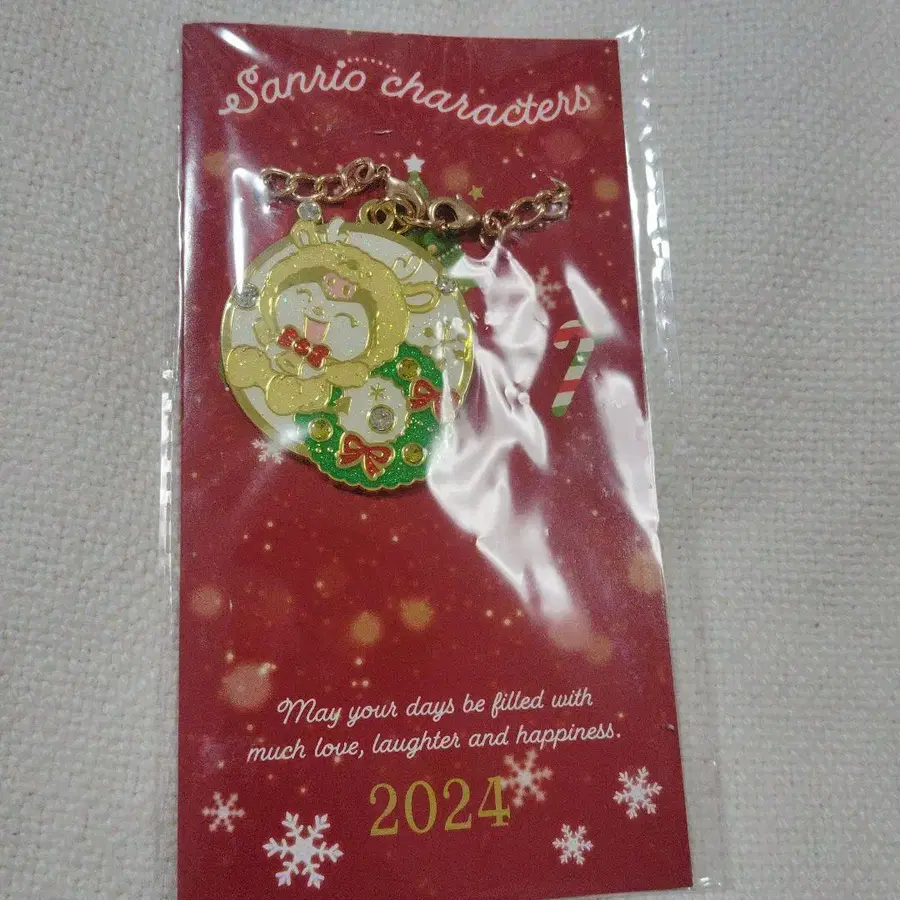 Sanrio characters
May your days be filled with
much love, laughter and happiness.
2024